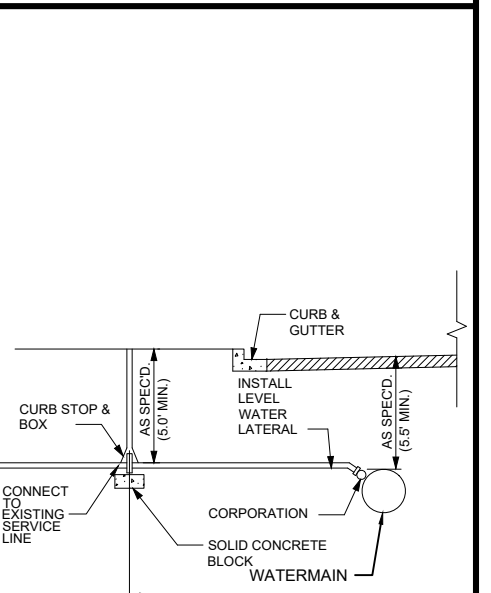 CURB &
GUTTER
AS SPEC'D.
(5.0' MIN.)
INSTALL
LEVEL
WATER
LATERAL
AS SPEC'D.
(5.5' MIN.)
CURB STOP &
BOX
CONNECT
TO
EXISTING
SERVICE
LINE
CORPORATION
SOLID CONCRETE
BLOCK
WATERMAIN